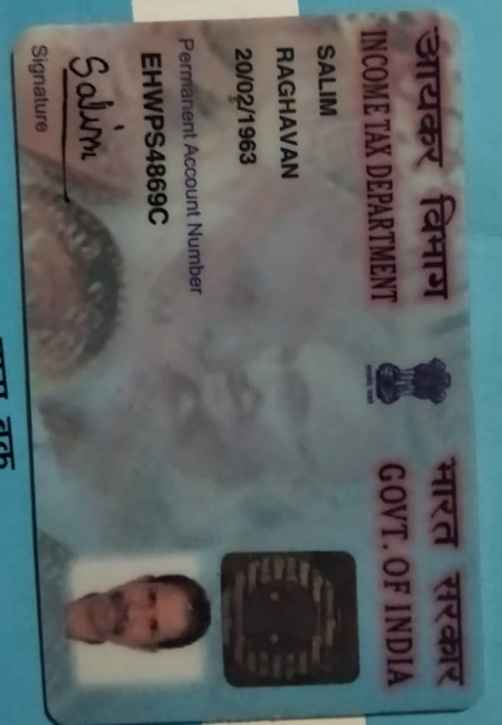 आयकर विभाग
INCOME TAX DEPARTMENT
भारत सरकार
GOVT. OF INDIA
SALIM
RAGHAVAN
20/02/1963
Permanent Account Number
EHWPS4869C
Salim
Signature